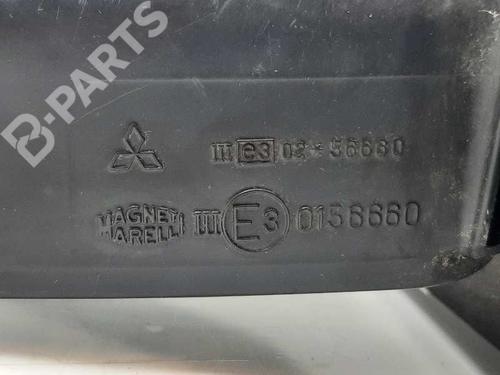 B-PARTS
III e3 02*56660
MAGNETI MARELLI III E3 0156660